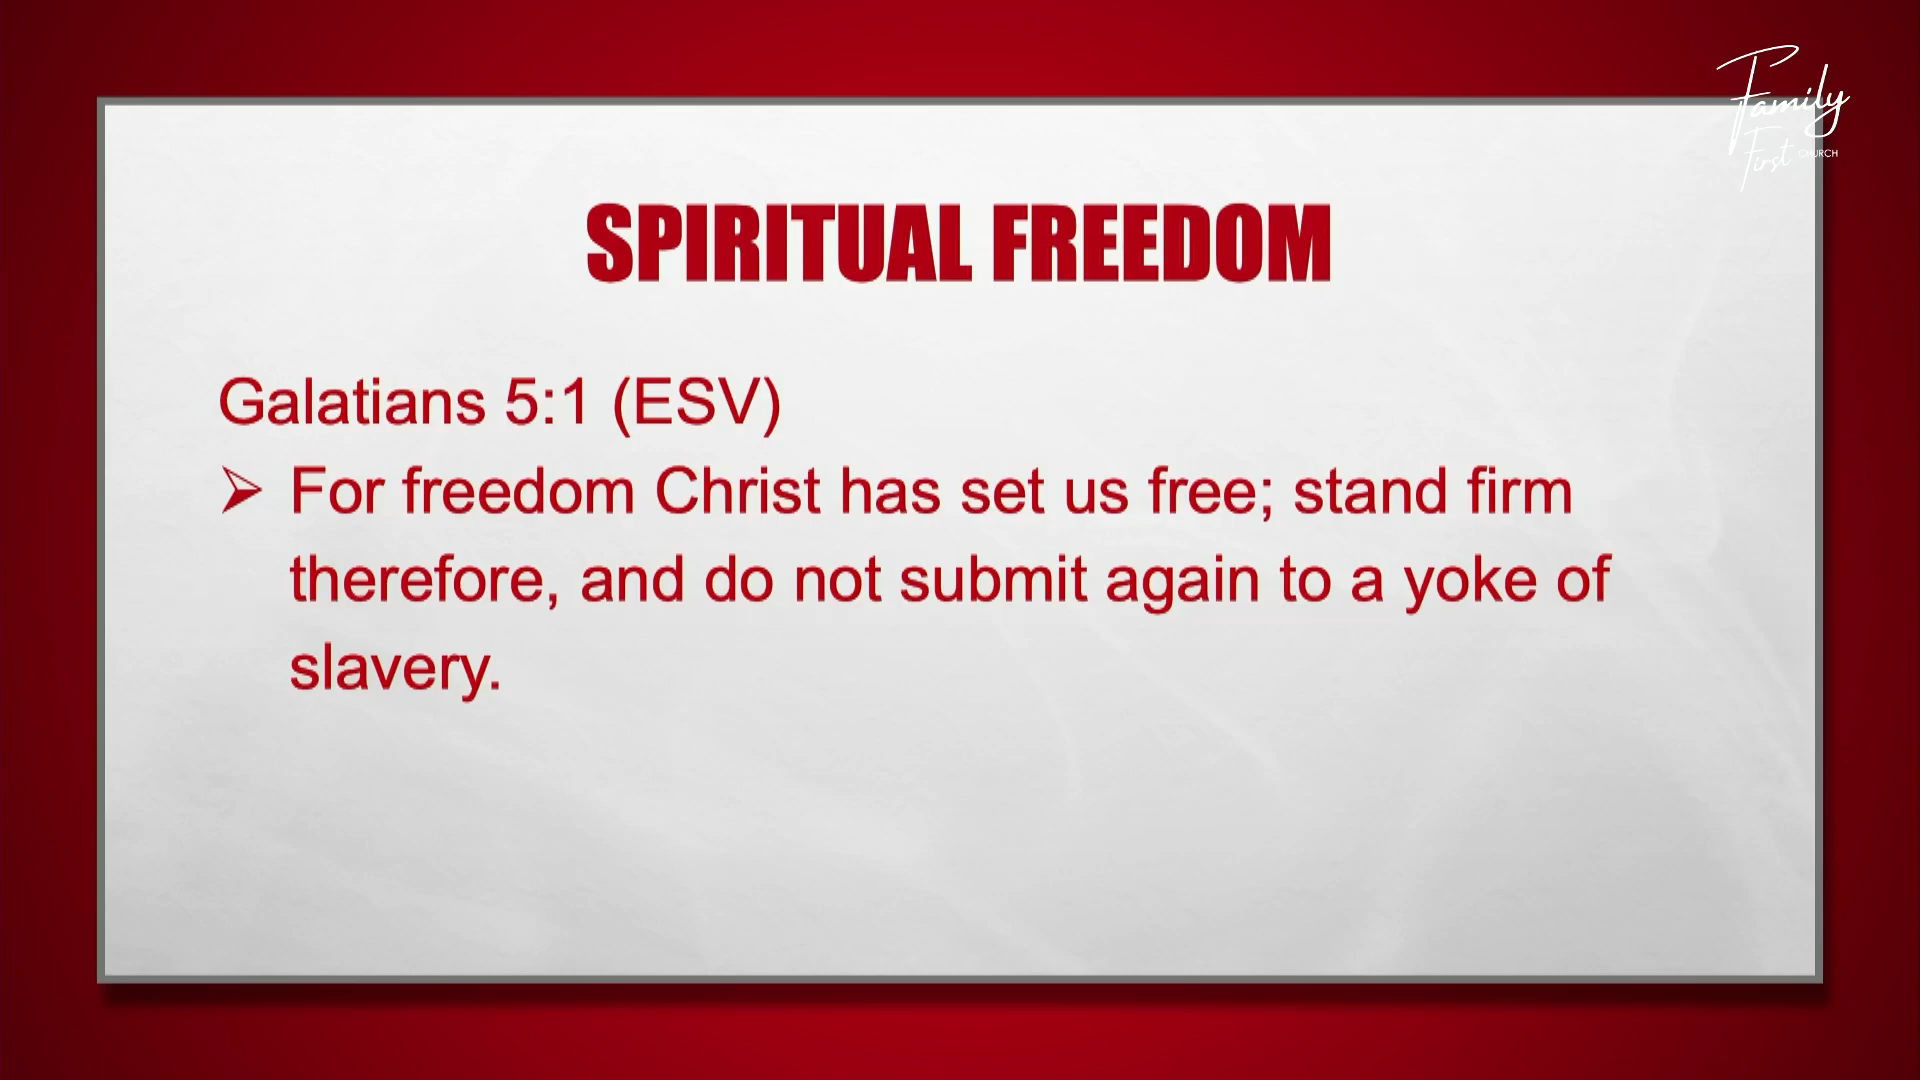 Family
First CHURCH
SPIRITUAL FREEDOM
Galatians 5:1 (ESV)
➢ For freedom Christ has set us free; stand firm
therefore, and do not submit again to a yoke of
slavery.